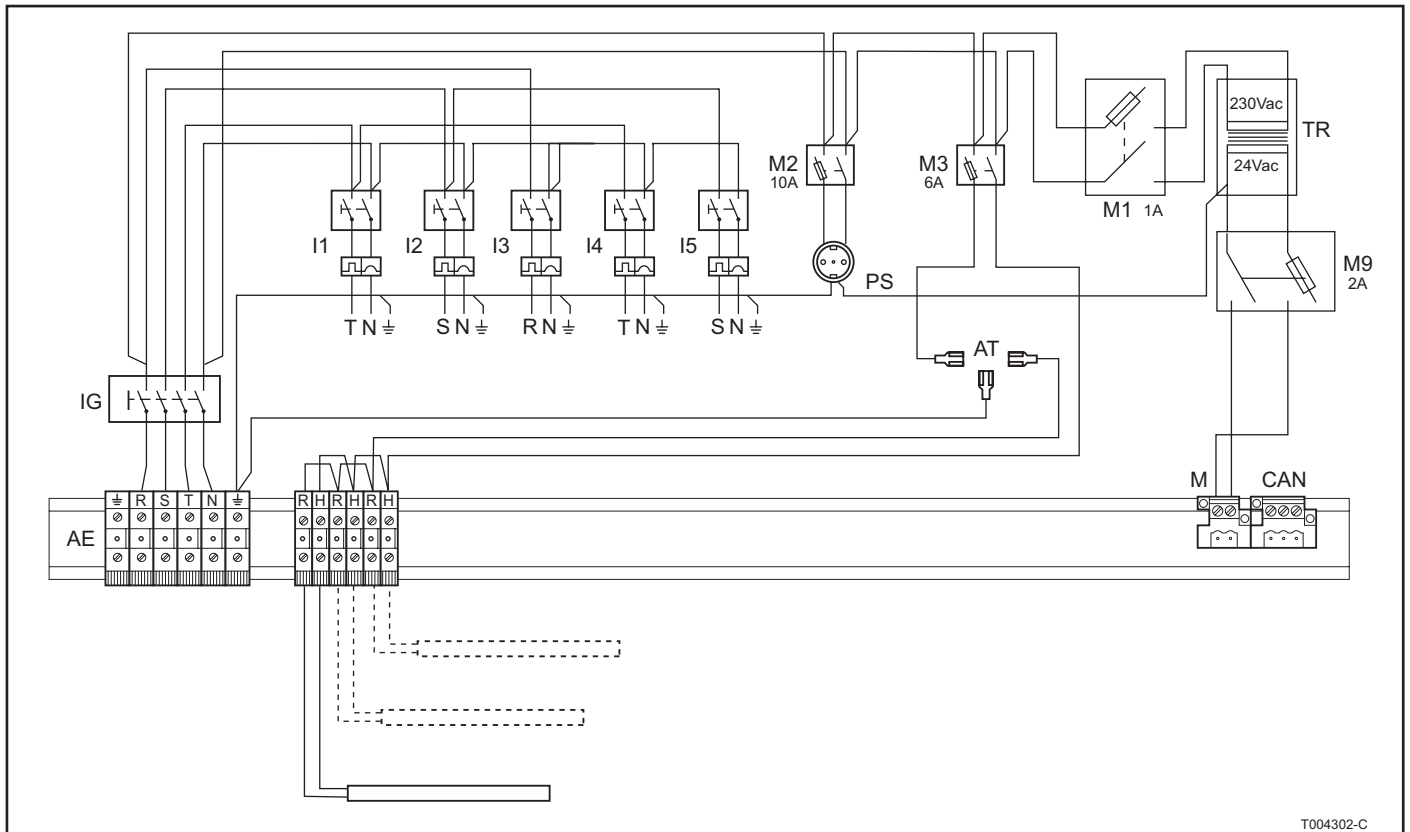 230Vac
TR
24Vac
M2
10A
M3
6A
M1 1A
I1 I2 I3 I4 I5
PS
M9
2A
T N ⏚ S N ⏚ R N ⏚ T N ⏚ S N ⏚
AT
IG
M CAN
⏚ R S T N ⏚ R H R H R H
AE
T004302-C